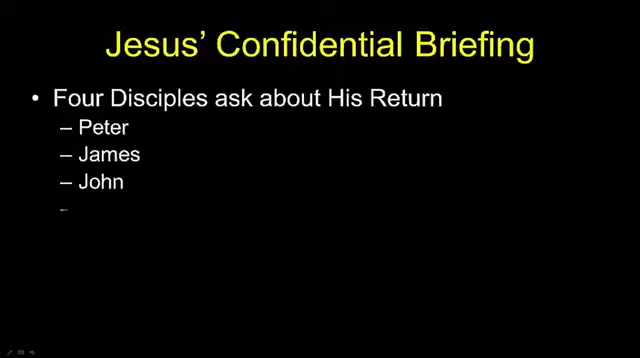 Jesus’ Confidential Briefing
• Four Disciples ask about His Return
– Peter
– James
– John
–